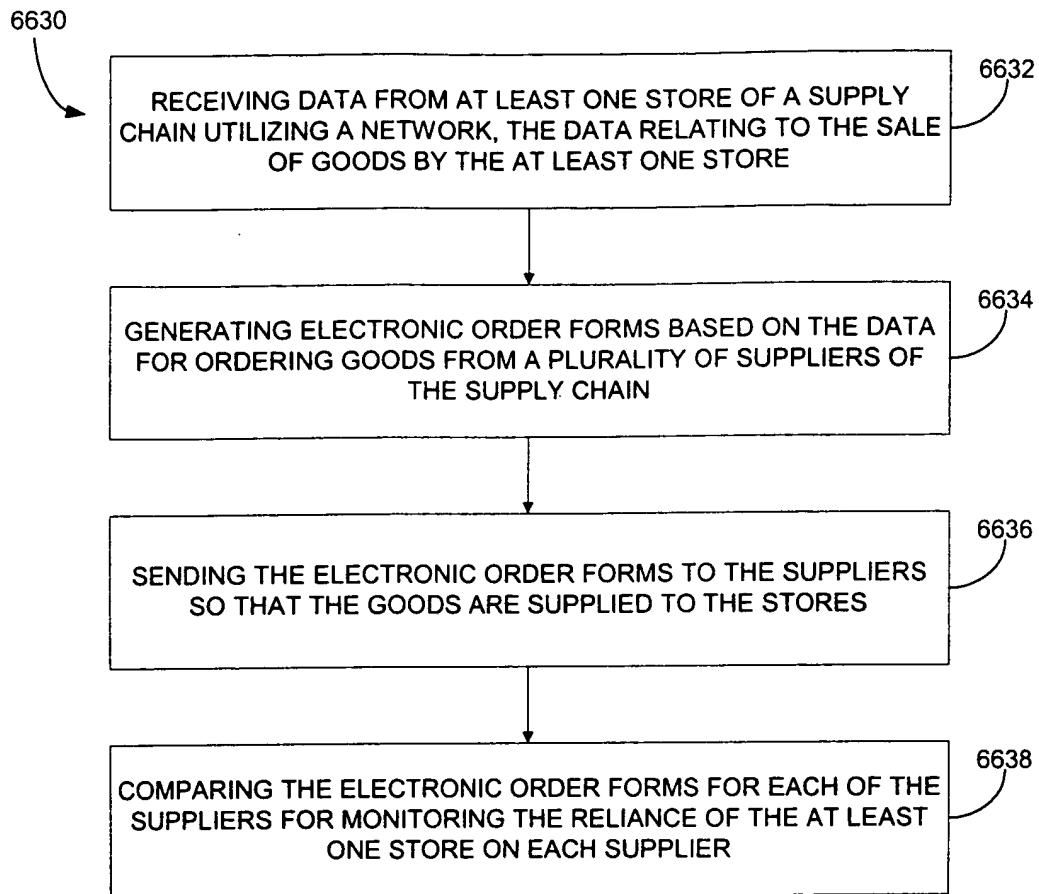 6630
6632
RECEIVING DATA FROM AT LEAST ONE STORE OF A SUPPLY
CHAIN UTILIZING A NETWORK, THE DATA RELATING TO THE SALE
OF GOODS BY THE AT LEAST ONE STORE
6634
GENERATING ELECTRONIC ORDER FORMS BASED ON THE DATA
FOR ORDERING GOODS FROM A PLURALITY OF SUPPLIERS OF
THE SUPPLY CHAIN
6636
SENDING THE ELECTRONIC ORDER FORMS TO THE SUPPLIERS
SO THAT THE GOODS ARE SUPPLIED TO THE STORES
6638
COMPARING THE ELECTRONIC ORDER FORMS FOR EACH OF THE
SUPPLIERS FOR MONITORING THE RELIANCE OF THE AT LEAST
ONE STORE ON EACH SUPPLIER